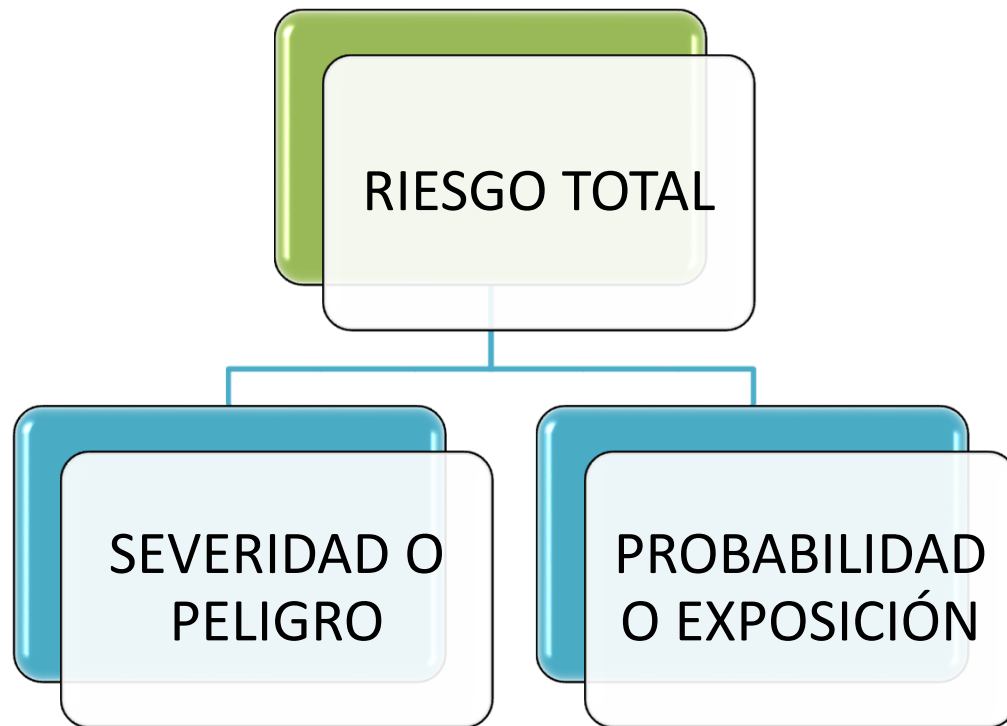 RIESGO TOTAL
SEVERIDAD O
PELIGRO
PROBABILIDAD
O EXPOSICIÓN